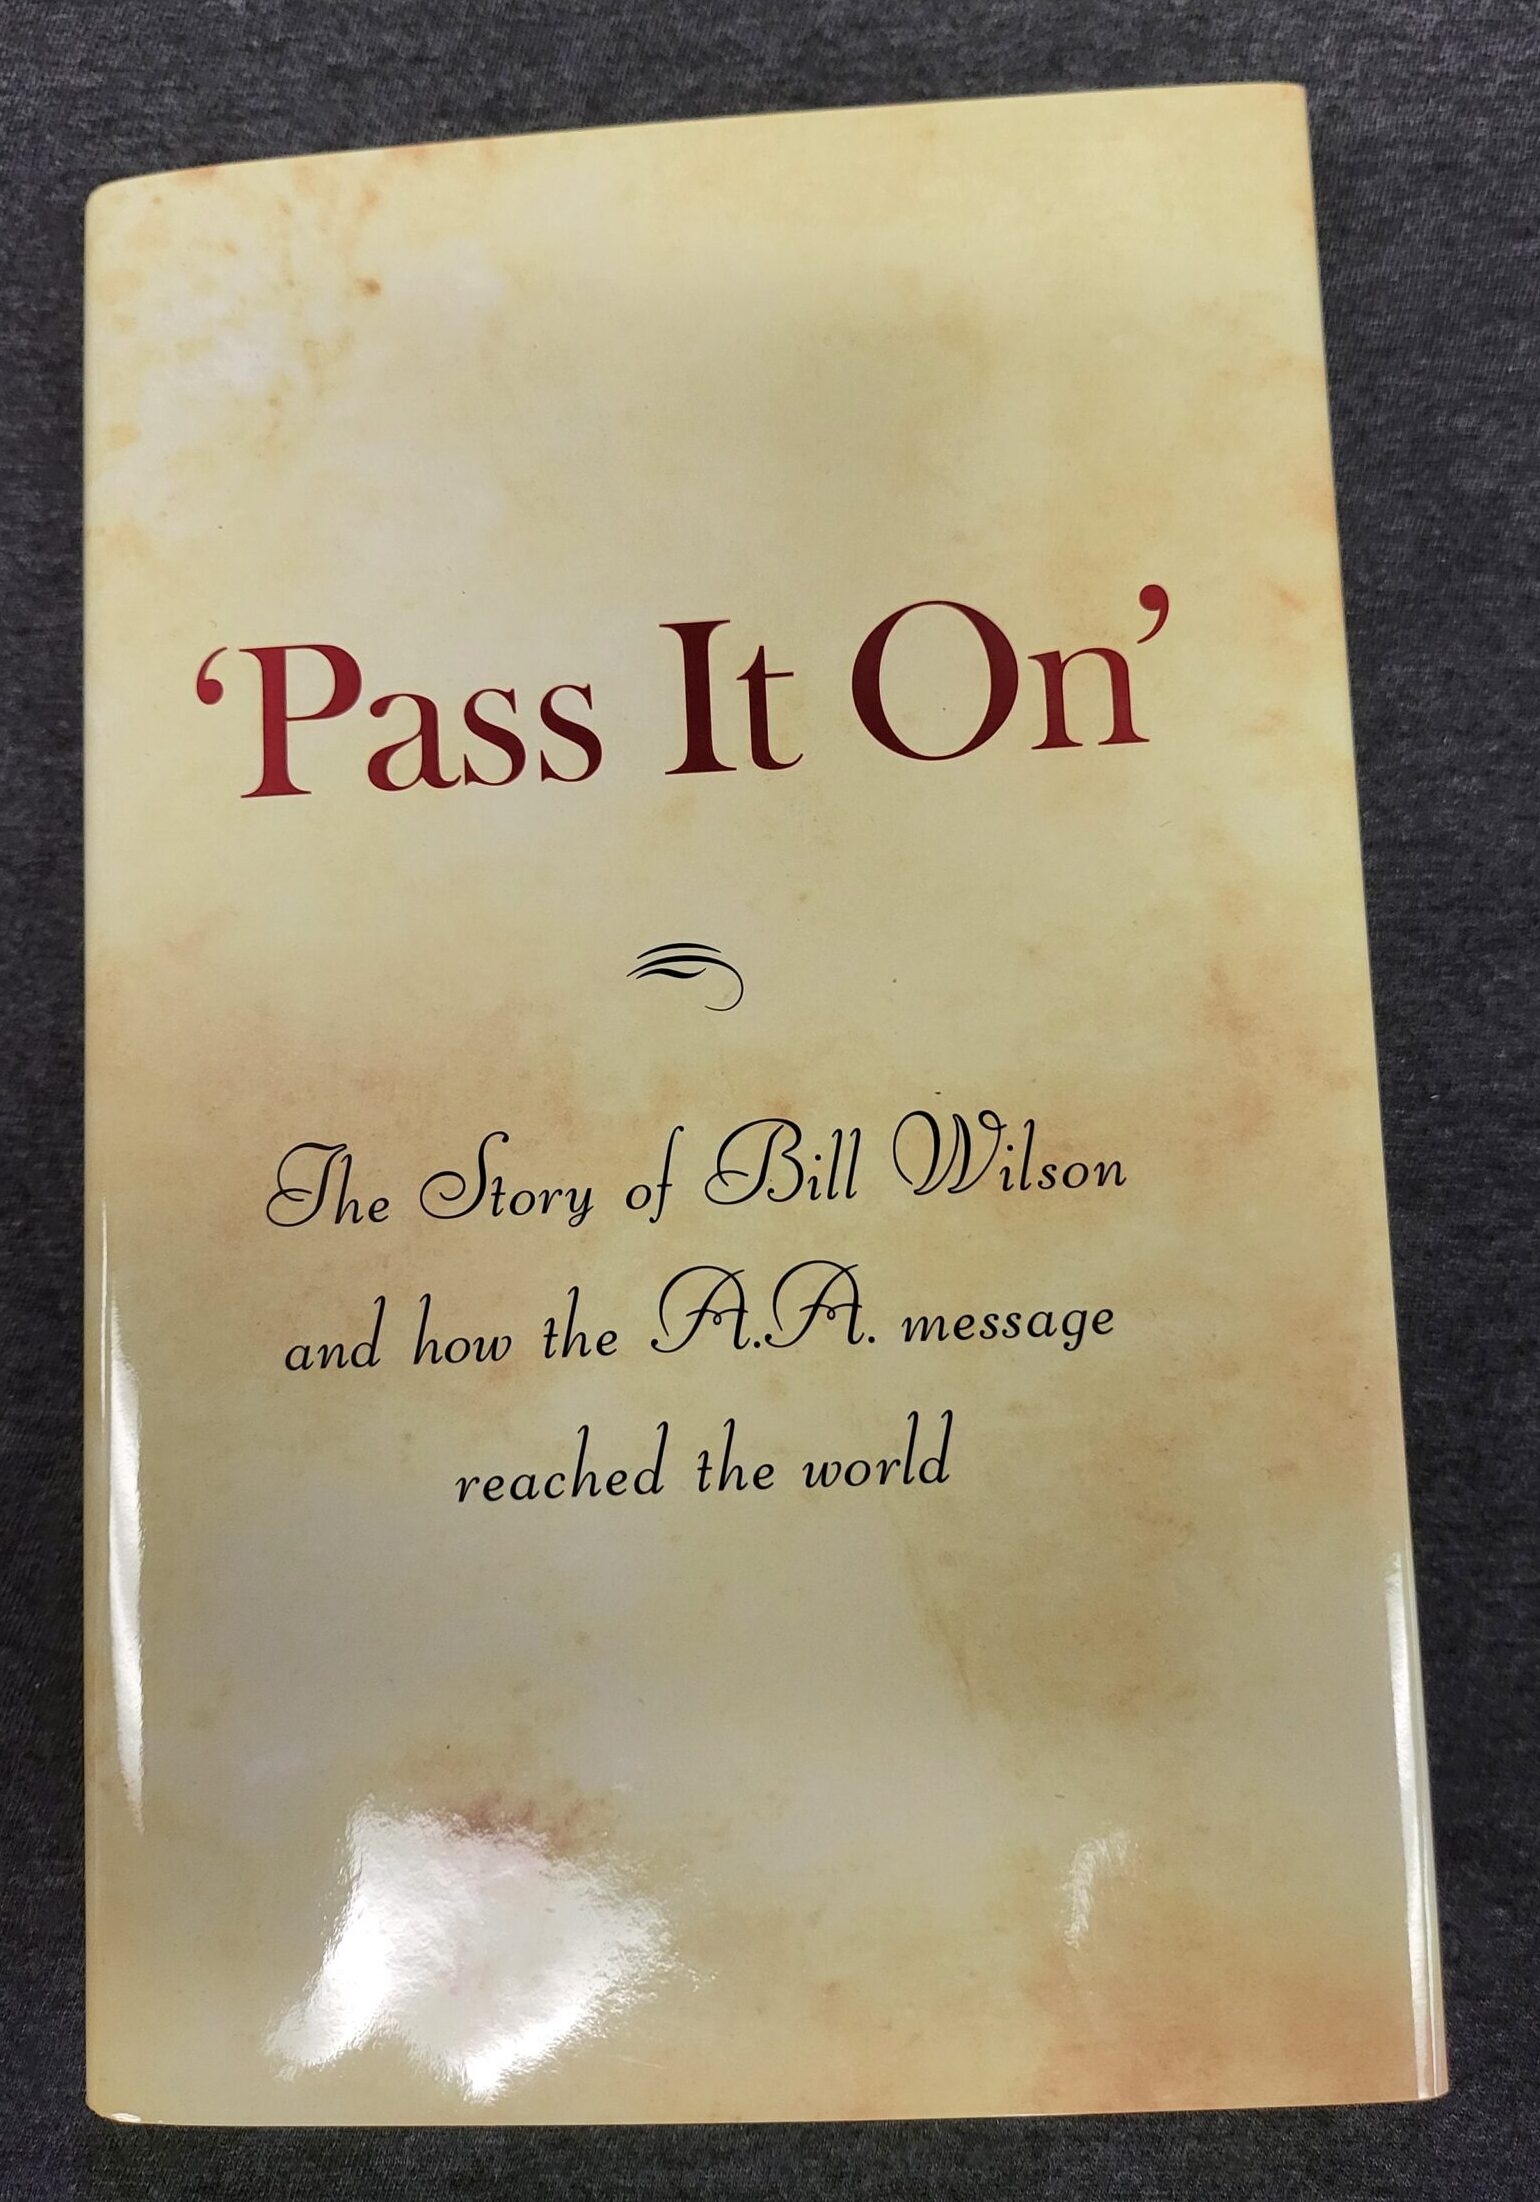 ‘Pass It On’
The Story of Bill Wilson
and how the A.A. message
reached the world